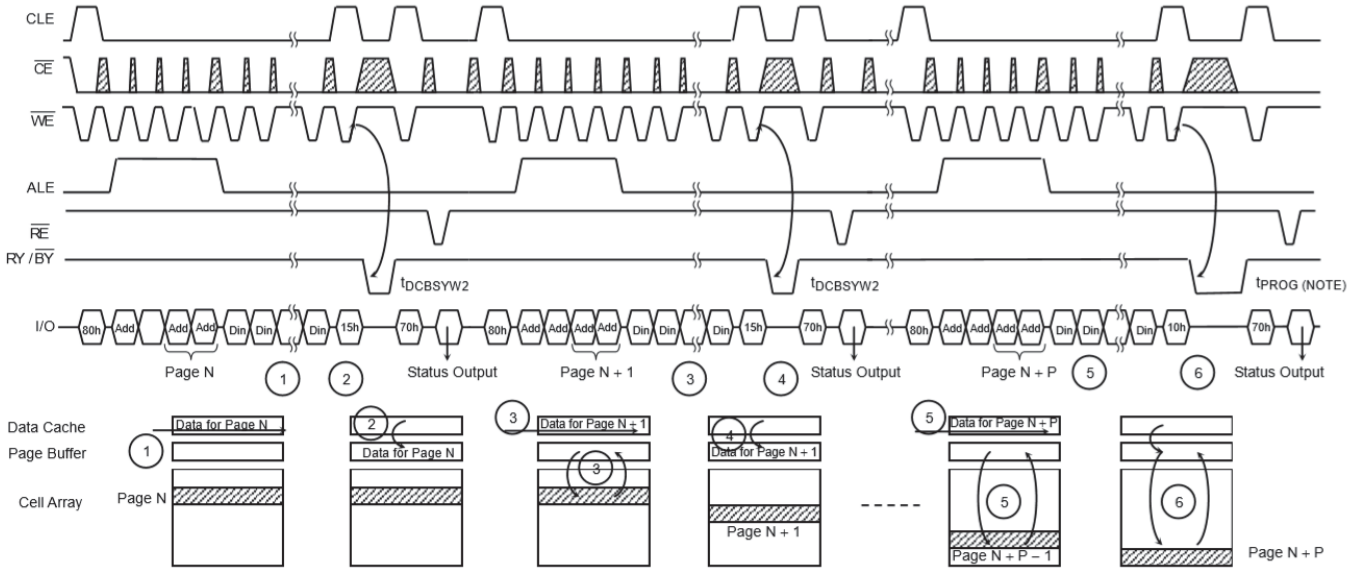 CLE
CE
WE
ALE
RE
RY / BY
tDCBSYW2 tDCBSYW2 tPROG (NOTE)
I/O 80h Add Add Add Din Din Din 15h 70h 80h Add Add Add Add Din Din Din 15h 70h 80h Add Add Add Add Din Din Din 10h 70h
Page N 1 2 Status Output Page N + 1 3 4 Status Output Page N + P 5 6 Status Output
Data Cache Data for Page N 2 3 Data for Page N + 1 4 5 Data for Page N + P
Page Buffer 1 Data for Page N 3 Data for Page N + 1
Cell Array Page N 5 6
Page N + 1
Page N + P – 1 Page N + P